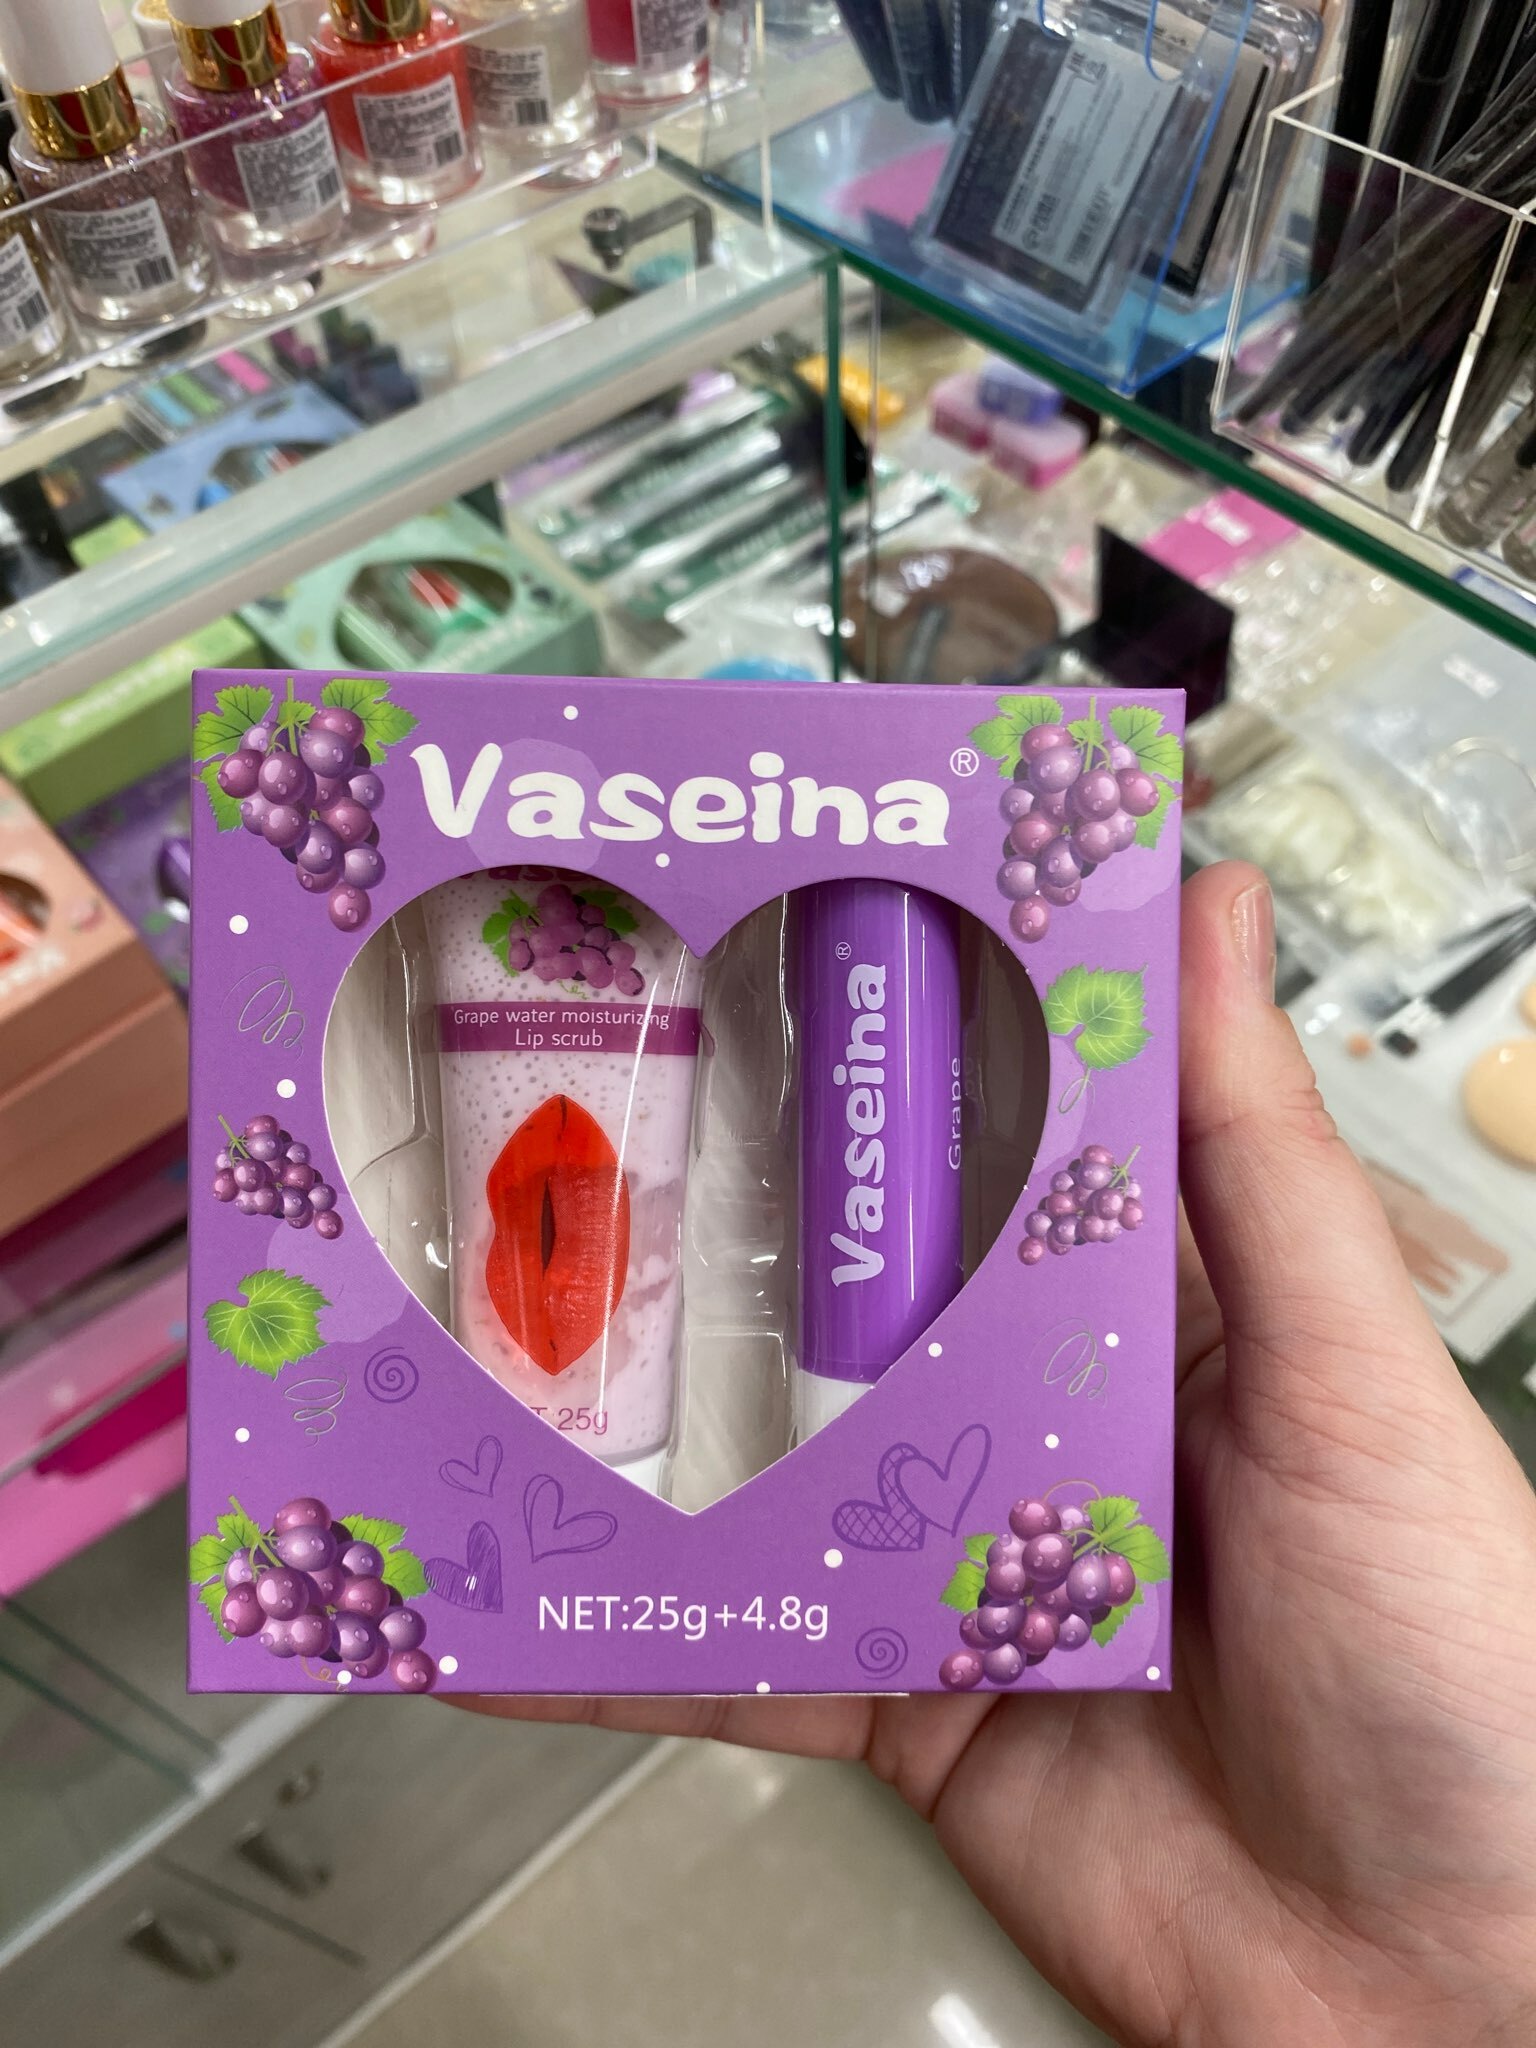 Vaseina®
Grape water moisturizing
Lip scrub
25g
Vaseina®
Grape
NET:25g+4.8g